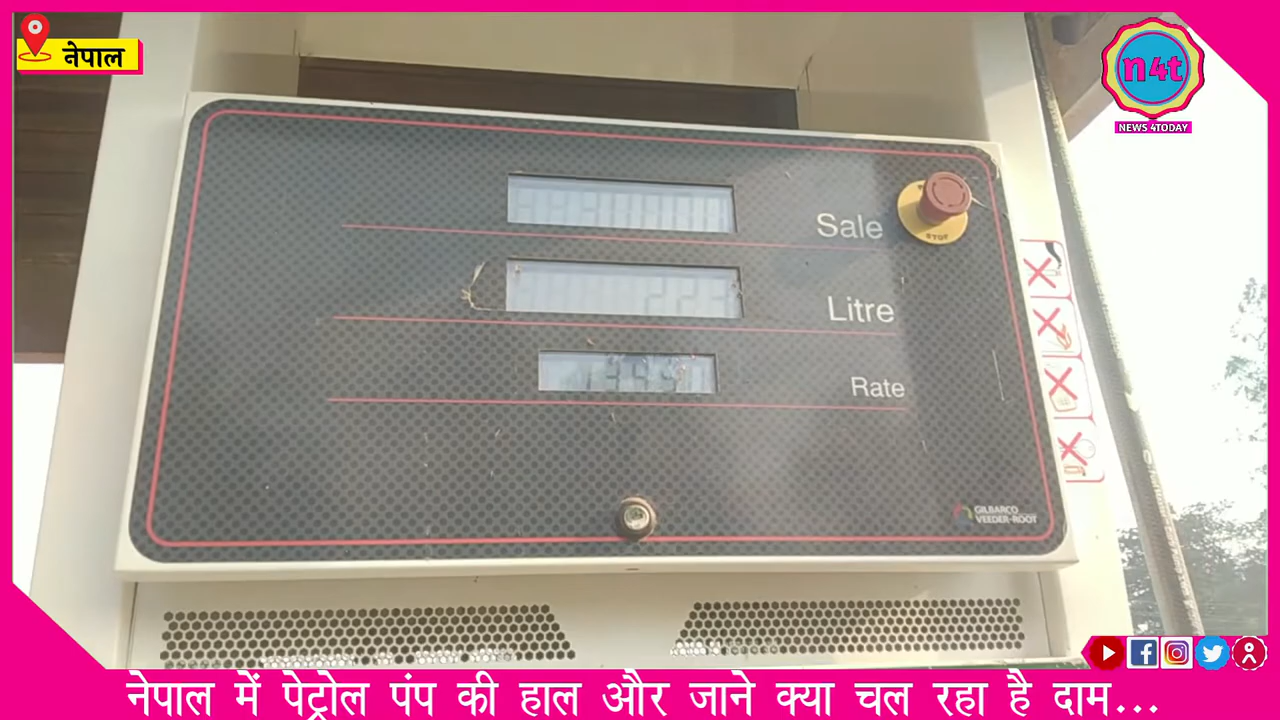 नेपाल
n4t
NEWS 4TODAY
Sale
STOP
Litre
Rate
GILBARCO
VEEDER-ROOT
नेपाल में पेट्रोल पंप की हाल और जाने क्या चल रहा है दाम...